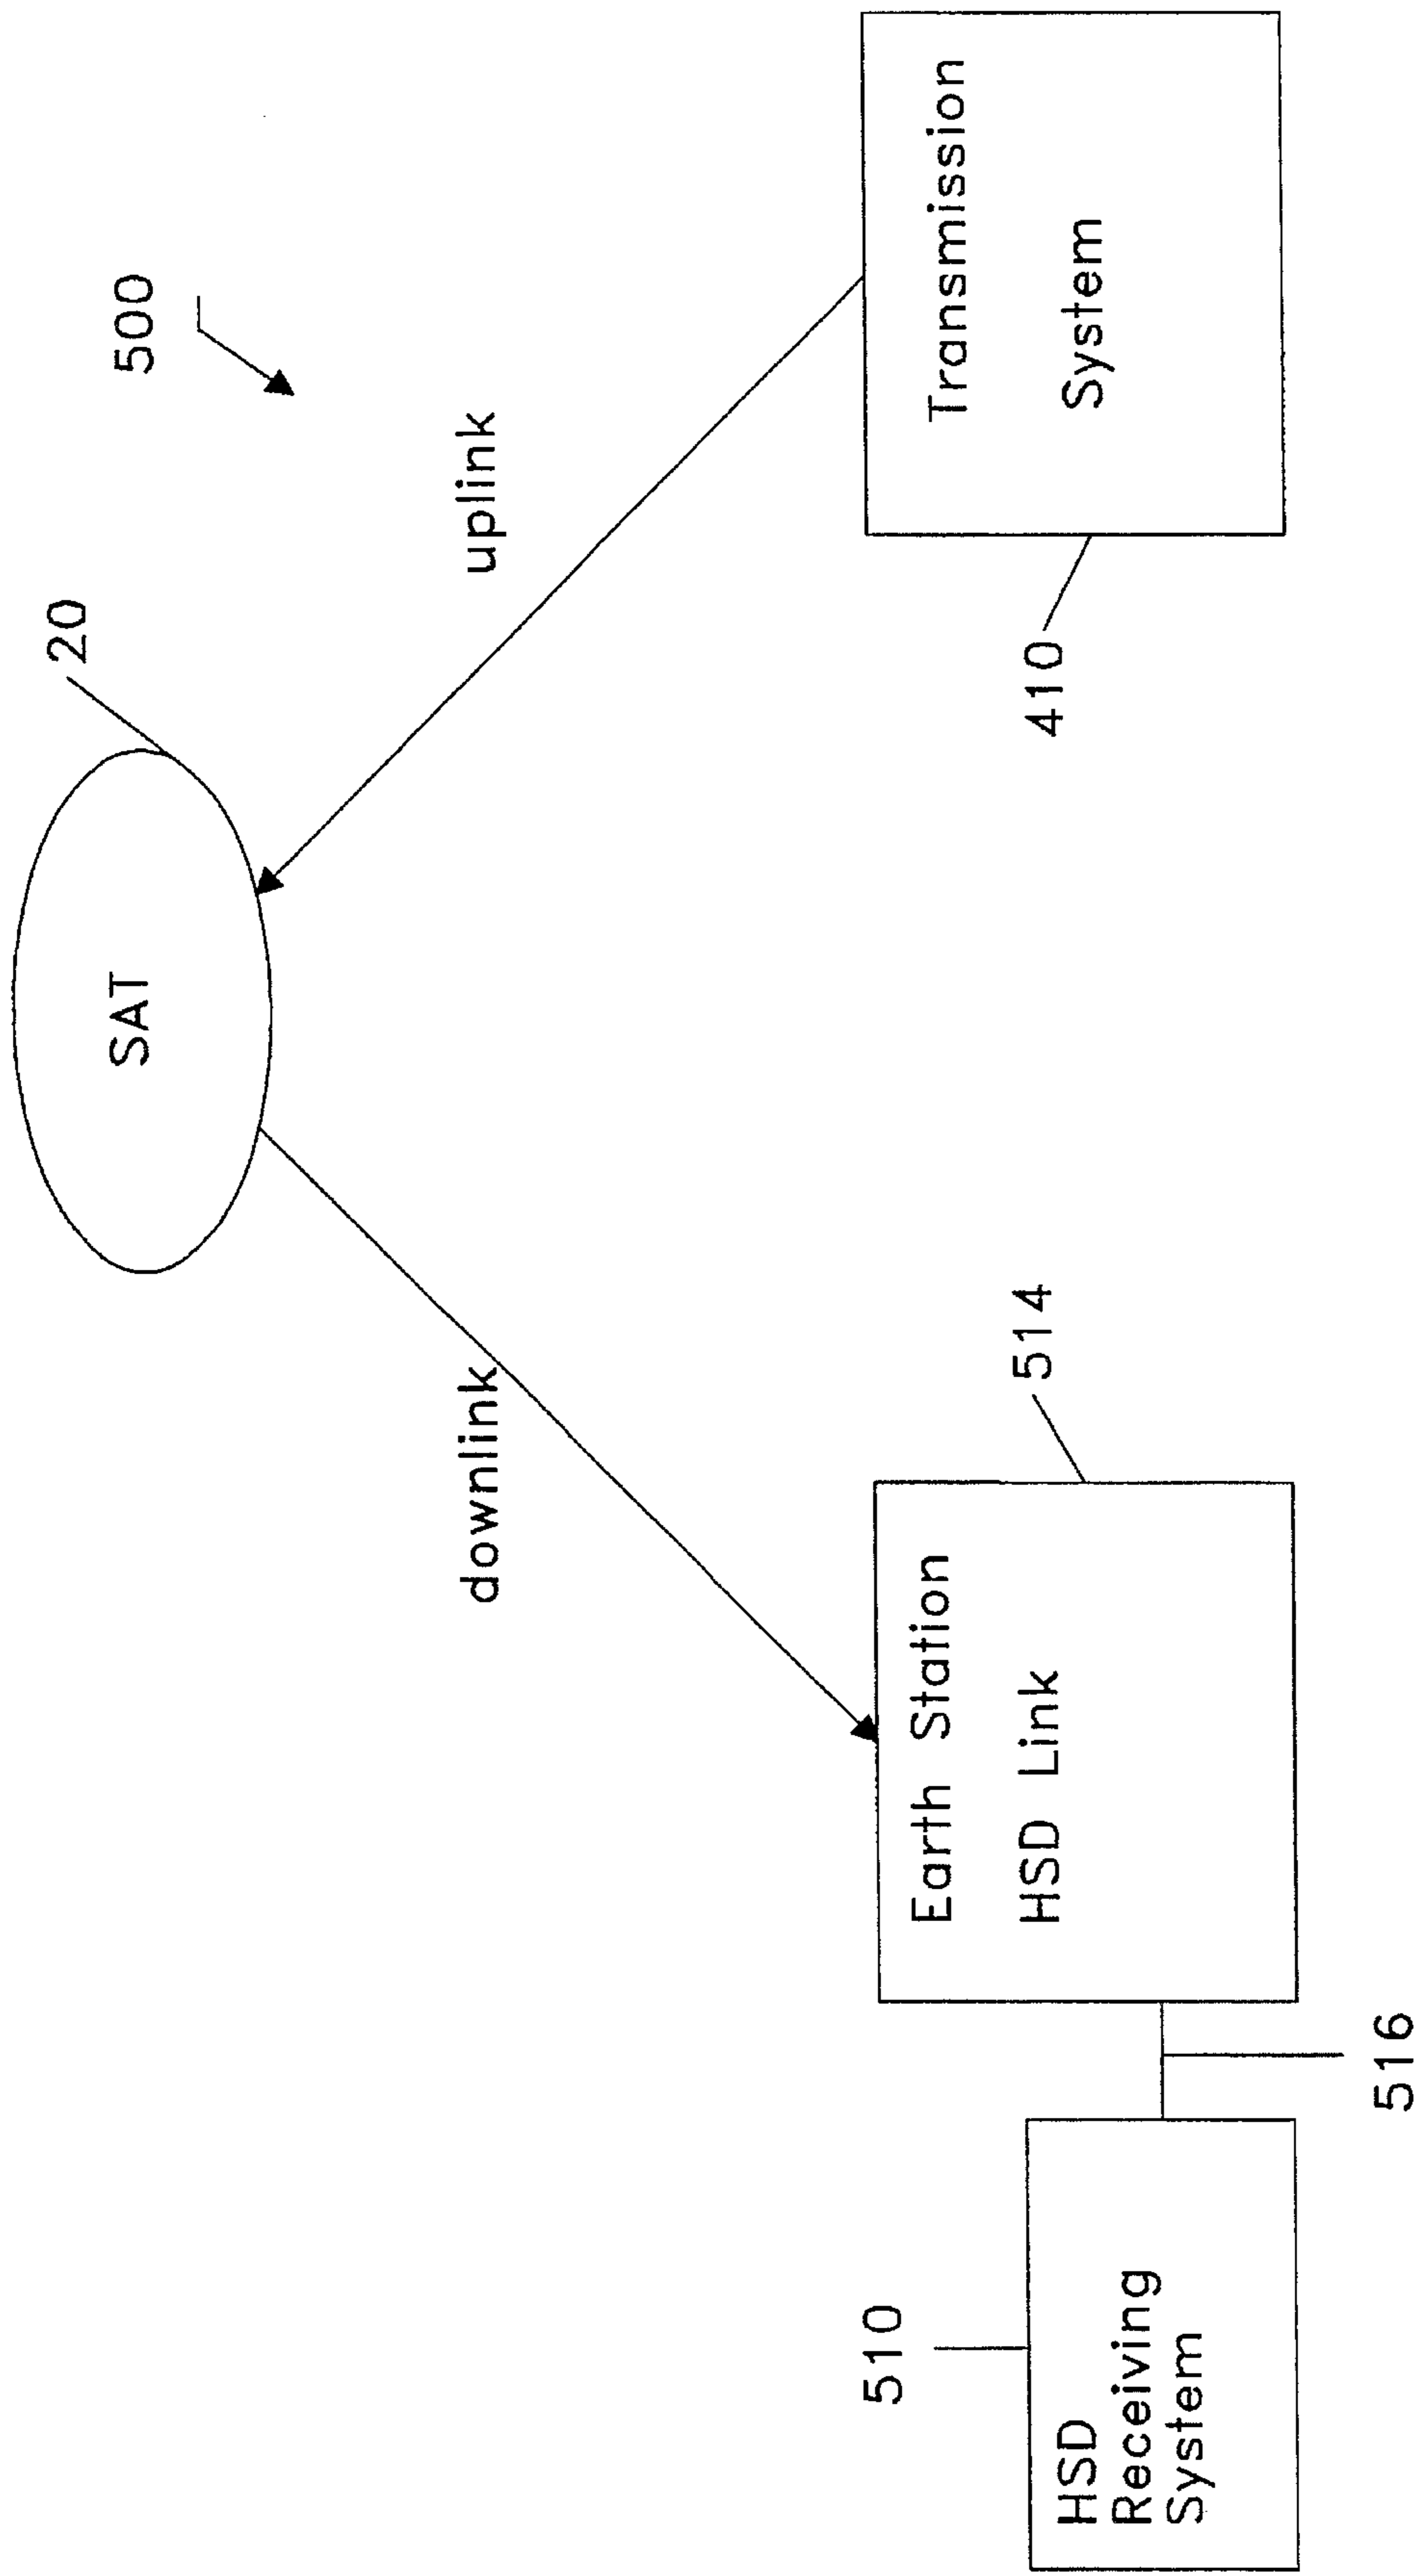 20
500
SAT
uplink
downlink
514
410
Transmission
System
Earth Station
HSD Link
510
HSD
Receiving
System
516